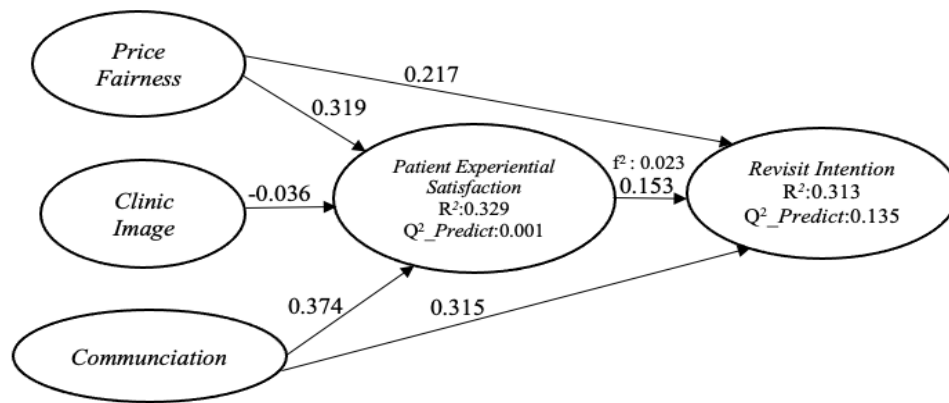 Price
Fairness
0.217
0.319
Patient Experiential
Satisfaction
R²:0.329
Q²_Predict:0.001
f² : 0.023
0.153
Revisit Intention
R²:0.313
Q²_Predict:0.135
Clinic
Image
-0.036
0.374
0.315
Communciation